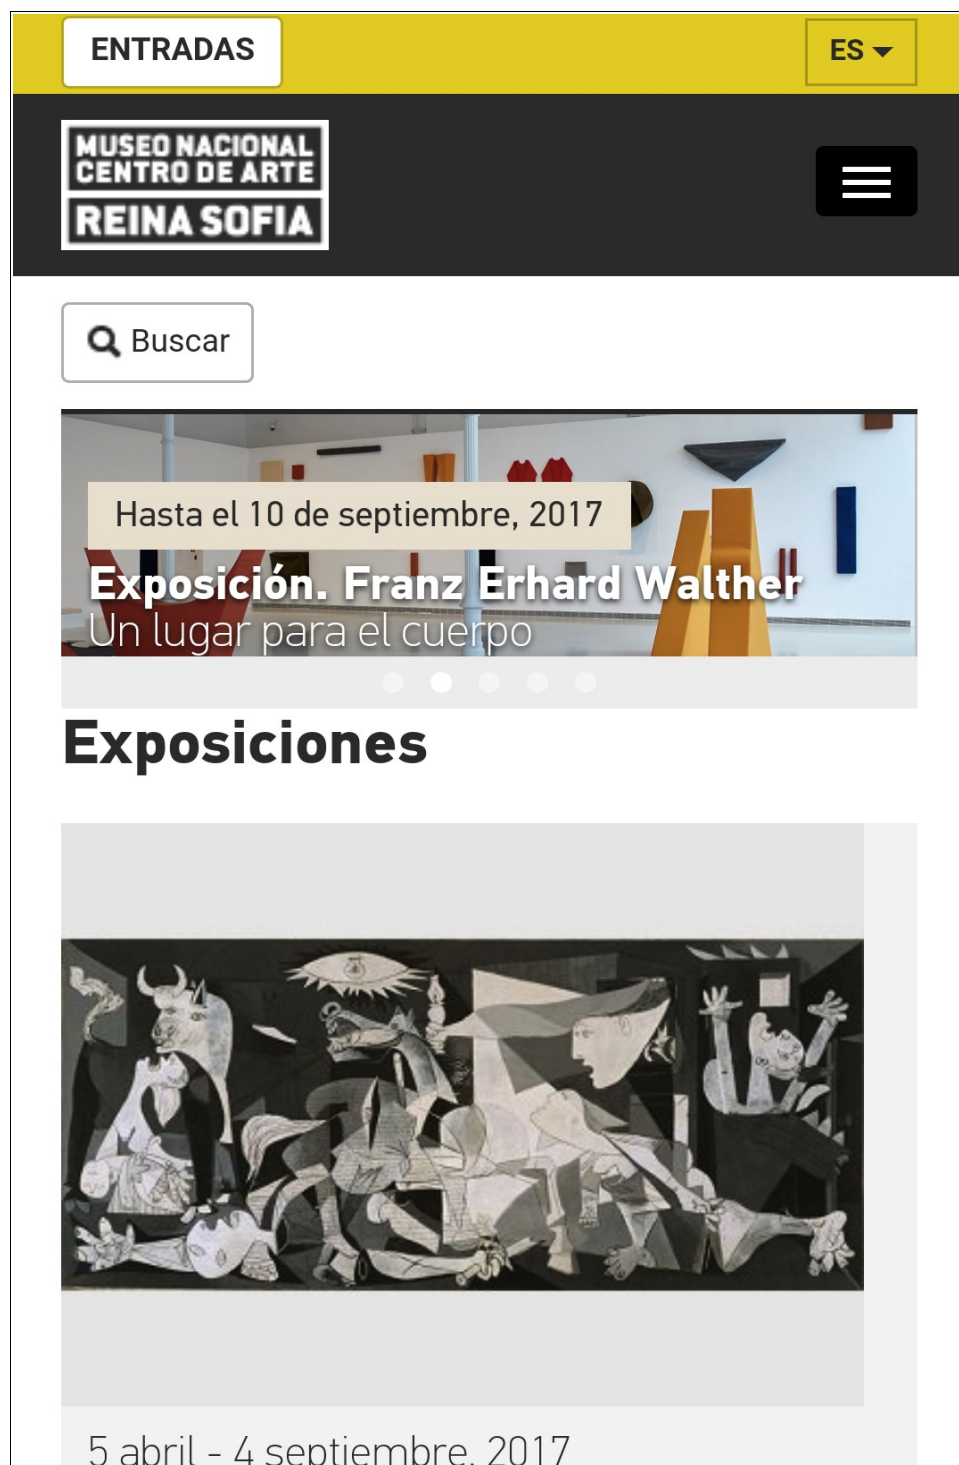 ENTRADAS
ES
MUSEO NACIONAL
CENTRO DE ARTE
REINA SOFIA
Buscar
Hasta el 10 de septiembre, 2017
Exposición. Franz Erhard Walther
Un lugar para el cuerpo
Exposiciones
5 abril - 4 septiembre, 2017